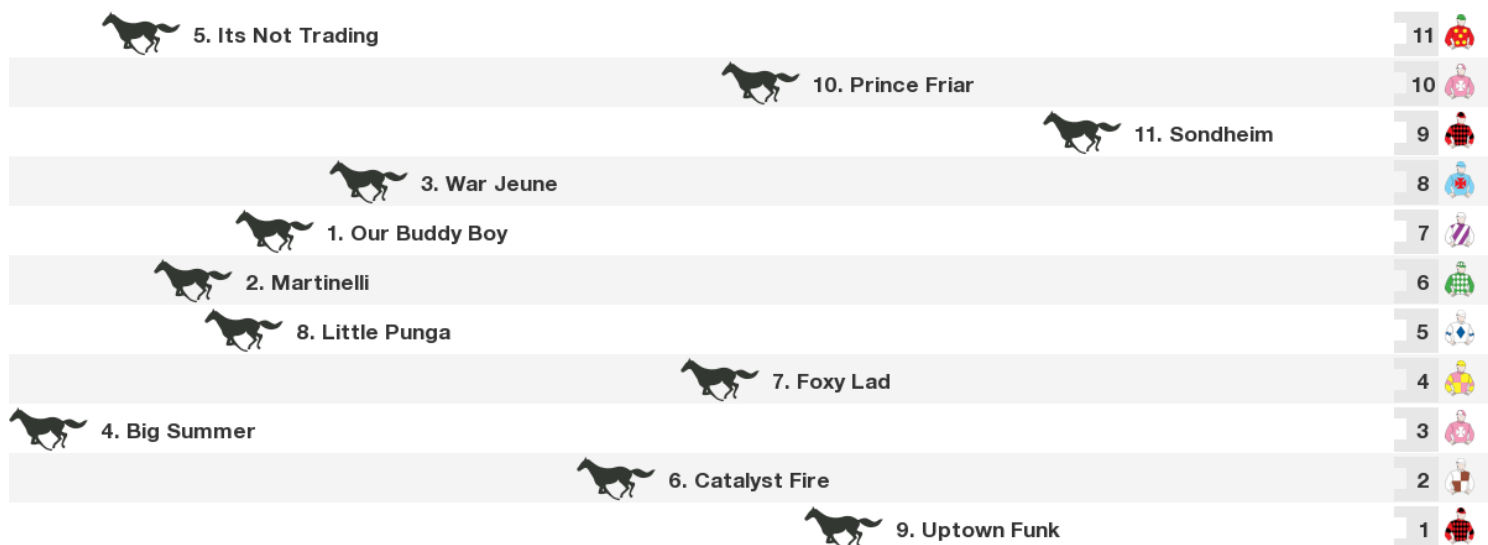 5. Its Not Trading 11
10. Prince Friar 10
11. Sondheim 9
3. War Jeune 8
1. Our Buddy Boy 7
2. Martinelli 6
8. Little Punga 5
7. Foxy Lad 4
4. Big Summer 3
6. Catalyst Fire 2
9. Uptown Funk 1